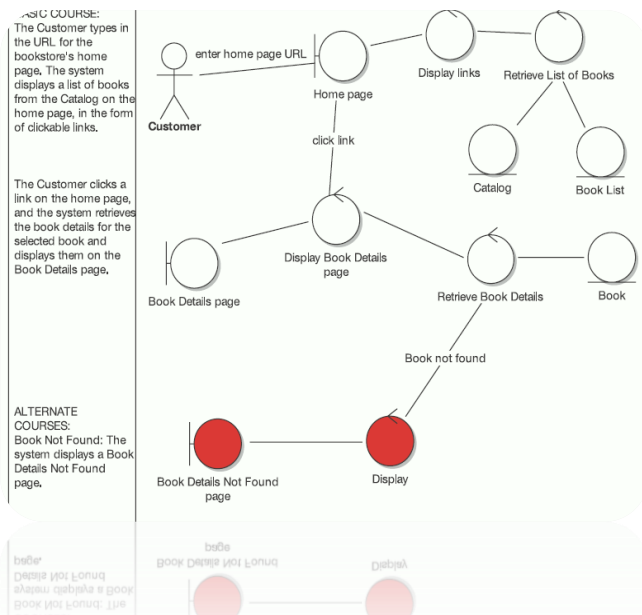 BASIC COURSE:
The Customer types in
the URL for the
bookstore's home
page. The system
displays a list of books
from the Catalog on the
home page, in the form
of clickable links.
enter home page URL
Customer
Home page
Display links
Retrieve List of Books
click link
Catalog
Book List
The Customer clicks a
link on the home page,
and the system retrieves
the book details for the
selected book and
displays them on the
Book Details page.
Display Book Details
page
Book Details page
Retrieve Book Details
Book
Book not found
ALTERNATE
COURSES:
Book Not Found: The
system displays a Book
Details Not Found
page.
Book Details Not Found
page
Display